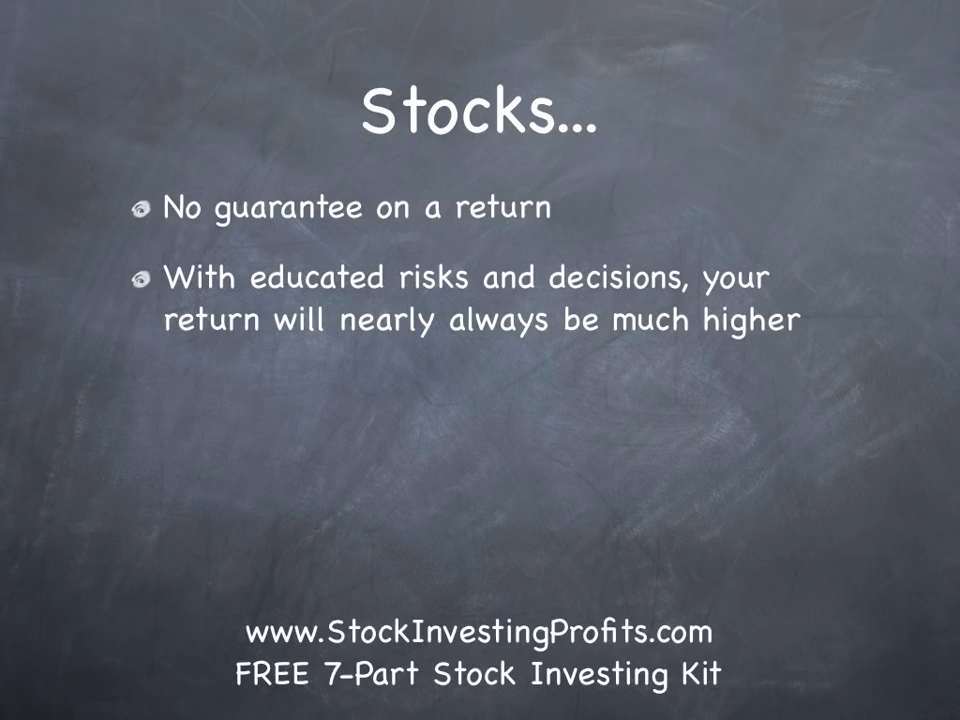 Stocks...
No guarantee on a return
With educated risks and decisions, your
return will nearly always be much higher
www.StockInvestingProfits.com
FREE 7-Part Stock Investing Kit